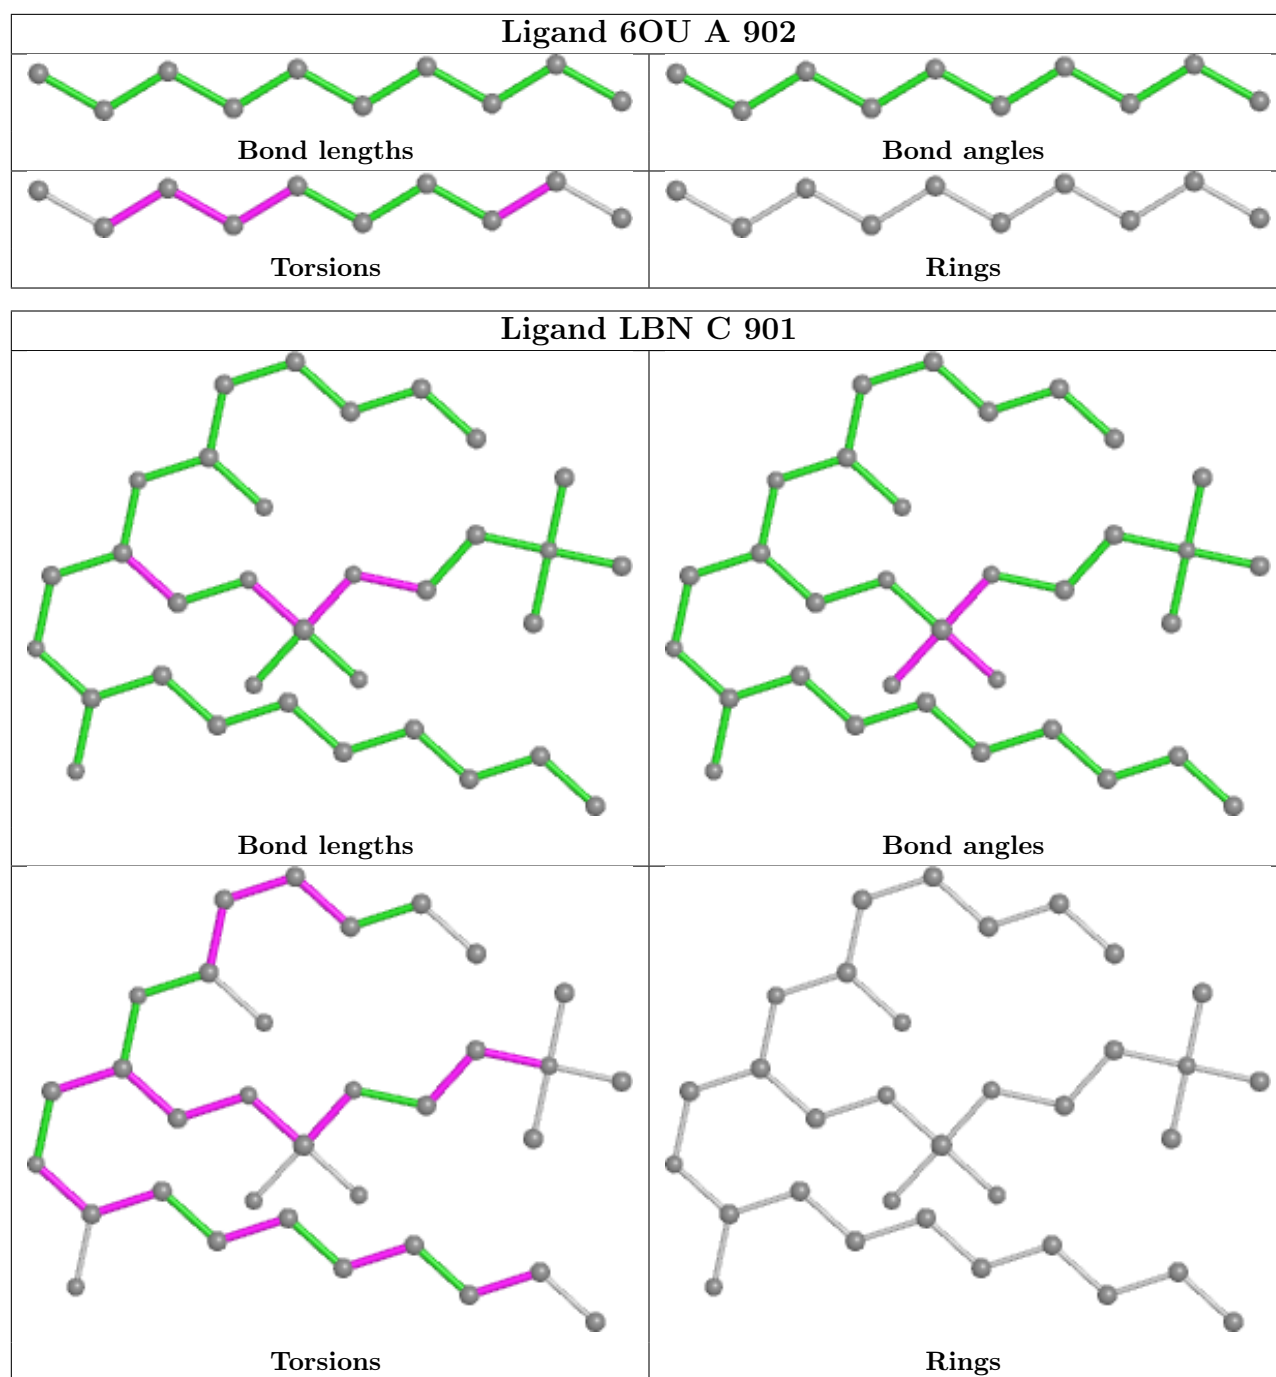 Ligand 6OU A 902
Bond lengths
Bond angles
Torsions
Rings
Ligand LBN C 901
Bond lengths
Bond angles
Torsions
Rings